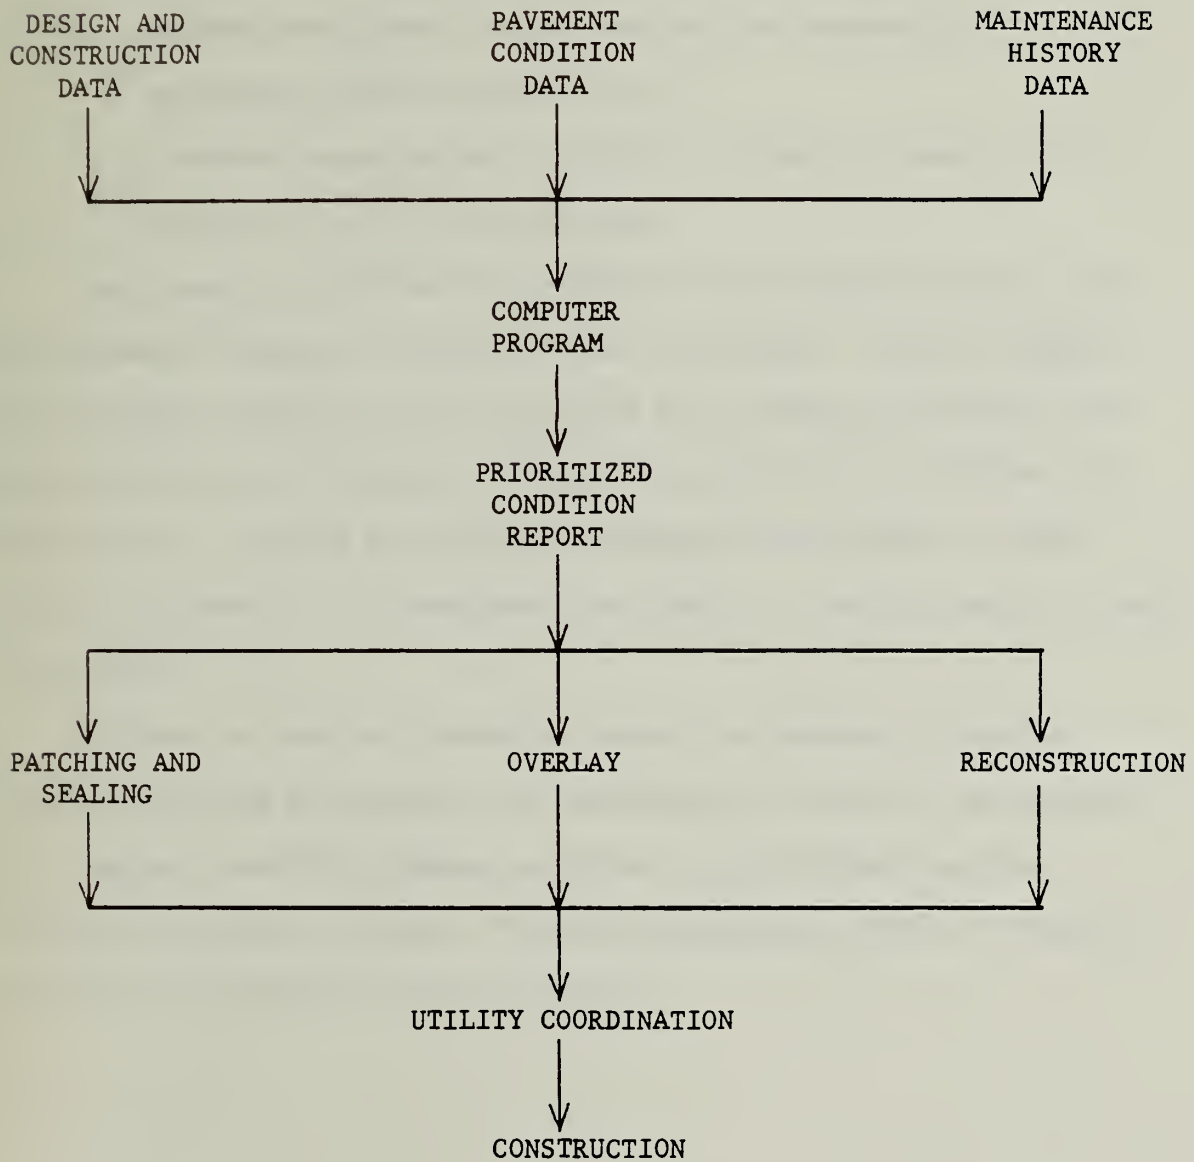 DESIGN AND
CONSTRUCTION
DATA
PAVEMENT
CONDITION
DATA
MAINTENANCE
HISTORY
DATA
COMPUTER
PROGRAM
PRIORITIZED
CONDITION
REPORT
PATCHING AND
SEALING
OVERLAY
RECONSTRUCTION
UTILITY COORDINATION
CONSTRUCTION